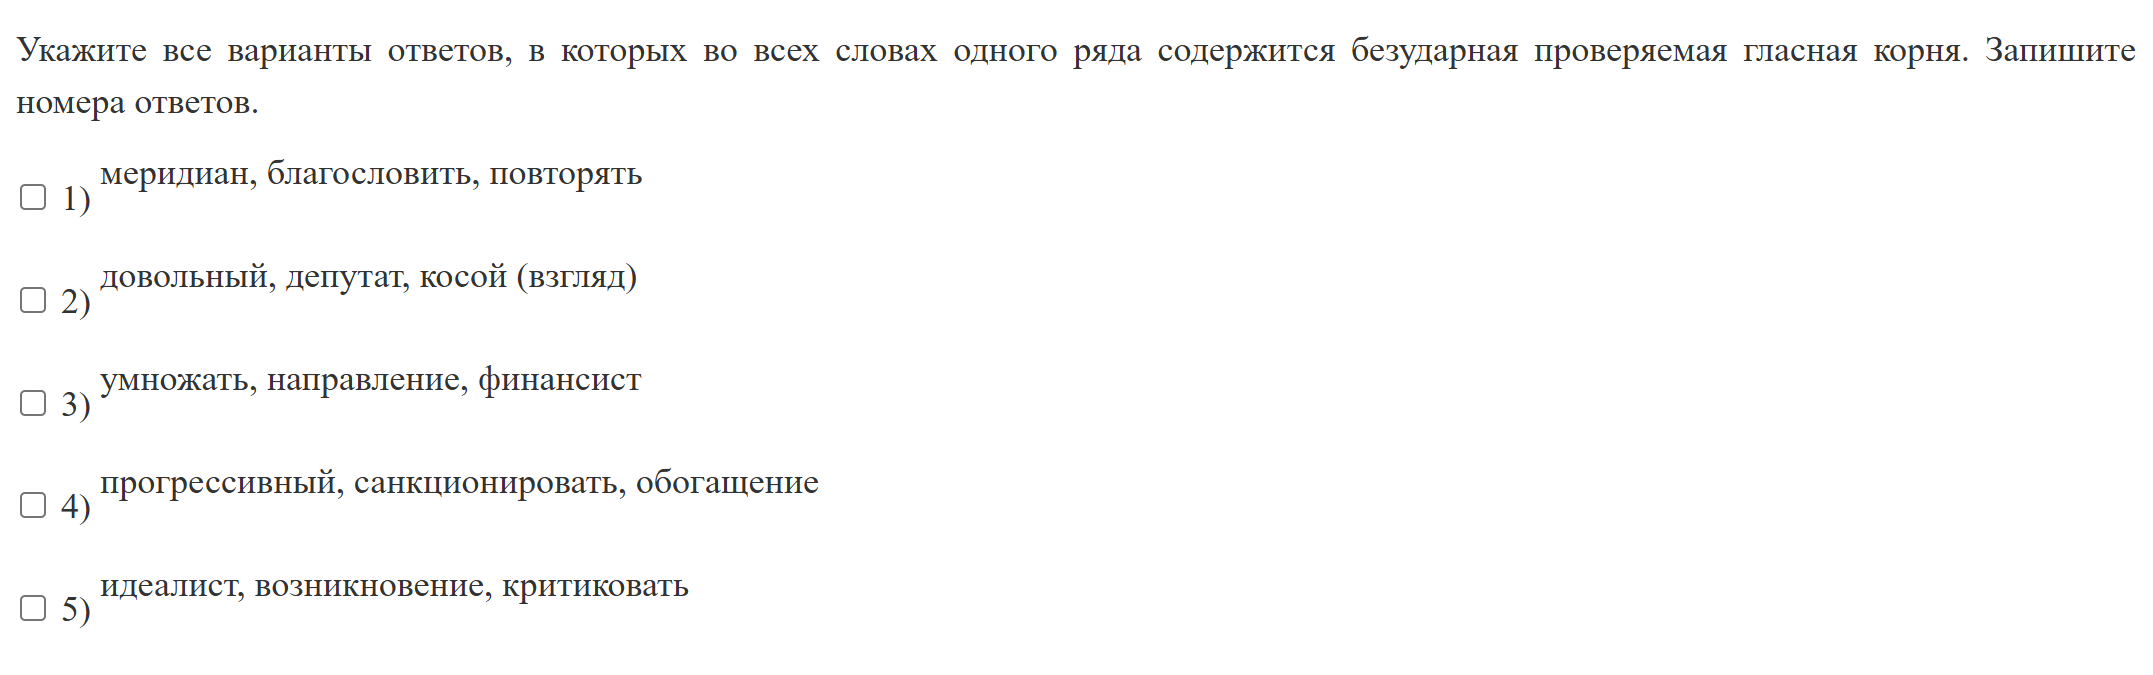 Укажите все варианты ответов, в которых во всех словах одного ряда содержится безударная проверяемая гласная корня. Запишите
номера ответов.
1) меридиан, благословить, повторять
2) довольный, депутат, косой (взгляд)
3) умножать, направление, финансист
4) прогрессивный, санкционировать, обогащение
5) идеалист, возникновение, критиковать